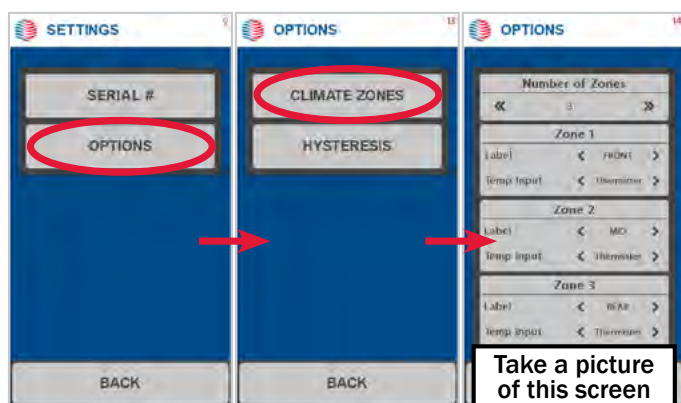 SETTINGS
9
SERIAL #
OPTIONS
BACK
OPTIONS
13
CLIMATE ZONES
HYSTERESIS
BACK
OPTIONS
14
Number of Zones
« 3 »
Zone 1
Label < FRONT >
Temp Input < Thermistor >
Zone 2
Label < MID >
Temp Input < Thermistor >
Zone 3
Label < REAR >
Temp Input < Thermistor >
Take a picture
of this screen